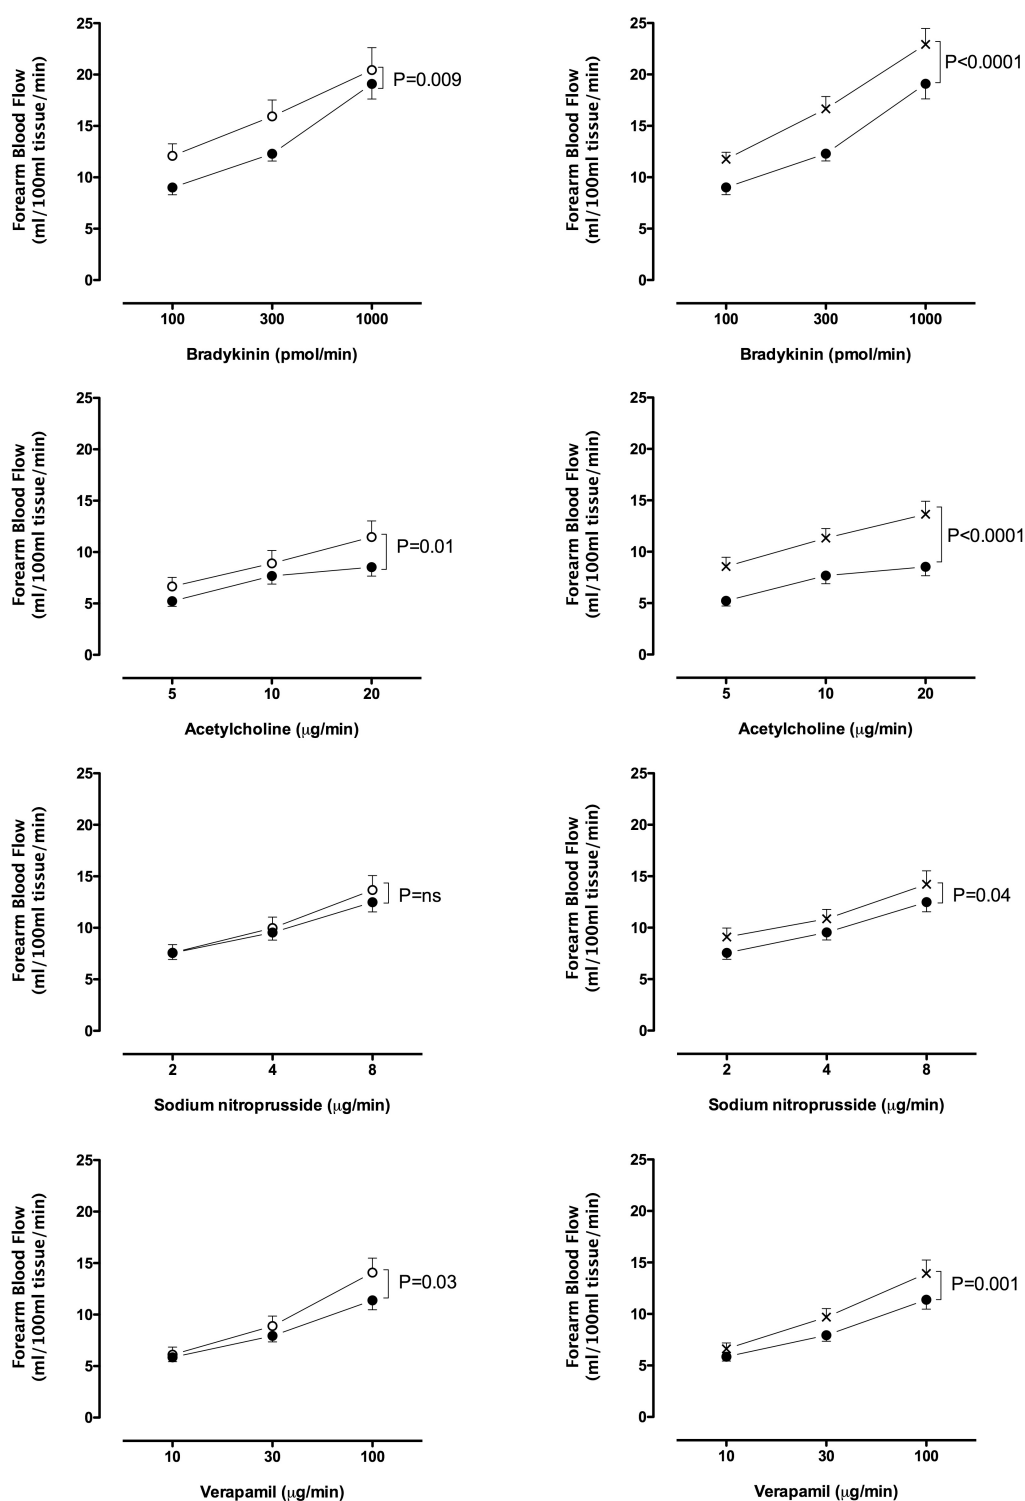 Forearm Blood Flow
(ml/100ml tissue/min)
25
20
15
10
5
0
P=0.009
100 300 1000
Bradykinin (pmol/min)
Forearm Blood Flow
(ml/100ml tissue/min)
25
20
15
10
5
0
P<0.0001
100 300 1000
Bradykinin (pmol/min)
Forearm Blood Flow
(ml/100ml tissue/min)
25
20
15
10
5
0
P=0.01
5 10 20
Acetylcholine (μg/min)
Forearm Blood Flow
(ml/100ml tissue/min)
25
20
15
10
5
0
P<0.0001
5 10 20
Acetylcholine (μg/min)
Forearm Blood Flow
(ml/100ml tissue/min)
25
20
15
10
5
0
P=ns
2 4 8
Sodium nitroprusside (μg/min)
Forearm Blood Flow
(ml/100ml tissue/min)
25
20
15
10
5
0
P=0.04
2 4 8
Sodium nitroprusside (μg/min)
Forearm Blood Flow
(ml/100ml tissue/min)
25
20
15
10
5
0
P=0.03
10 30 100
Verapamil (μg/min)
Forearm Blood Flow
(ml/100ml tissue/min)
25
20
15
10
5
0
P=0.001
10 30 100
Verapamil (μg/min)